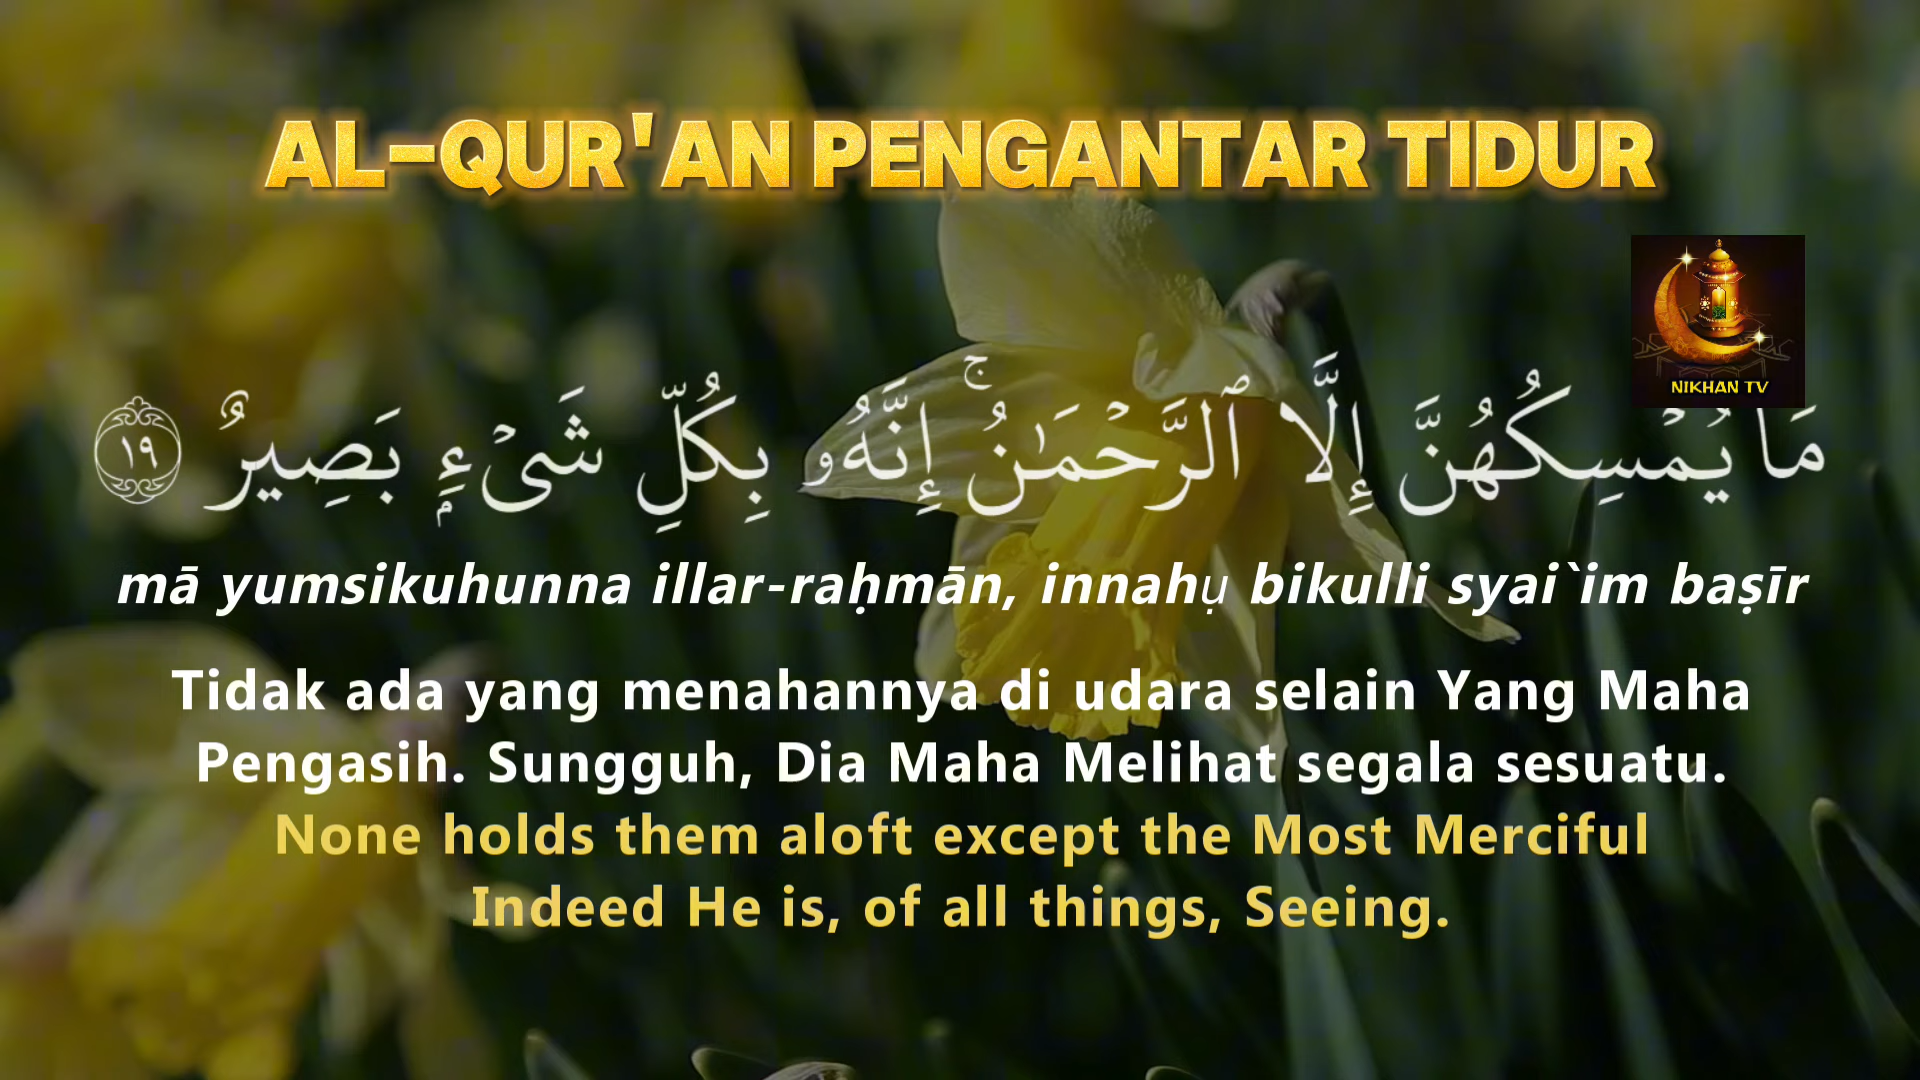 AL-QUR'AN PENGANTAR TIDUR
NIKHAN TV
مَا يُمْسِكُهُنَّ إِلَّا ٱلرَّحْمَـٰنُ ۚ إِنَّهُۥ بِكُلِّ شَىْءٍۭ بَصِيرٌ ١٩
mā yumsikuhunna illar-raḥmān, innahụ bikulli syai`im baṣīr
Tidak ada yang menahannya di udara selain Yang Maha
Pengasih. Sungguh, Dia Maha Melihat segala sesuatu.
None holds them aloft except the Most Merciful
Indeed He is, of all things, Seeing.